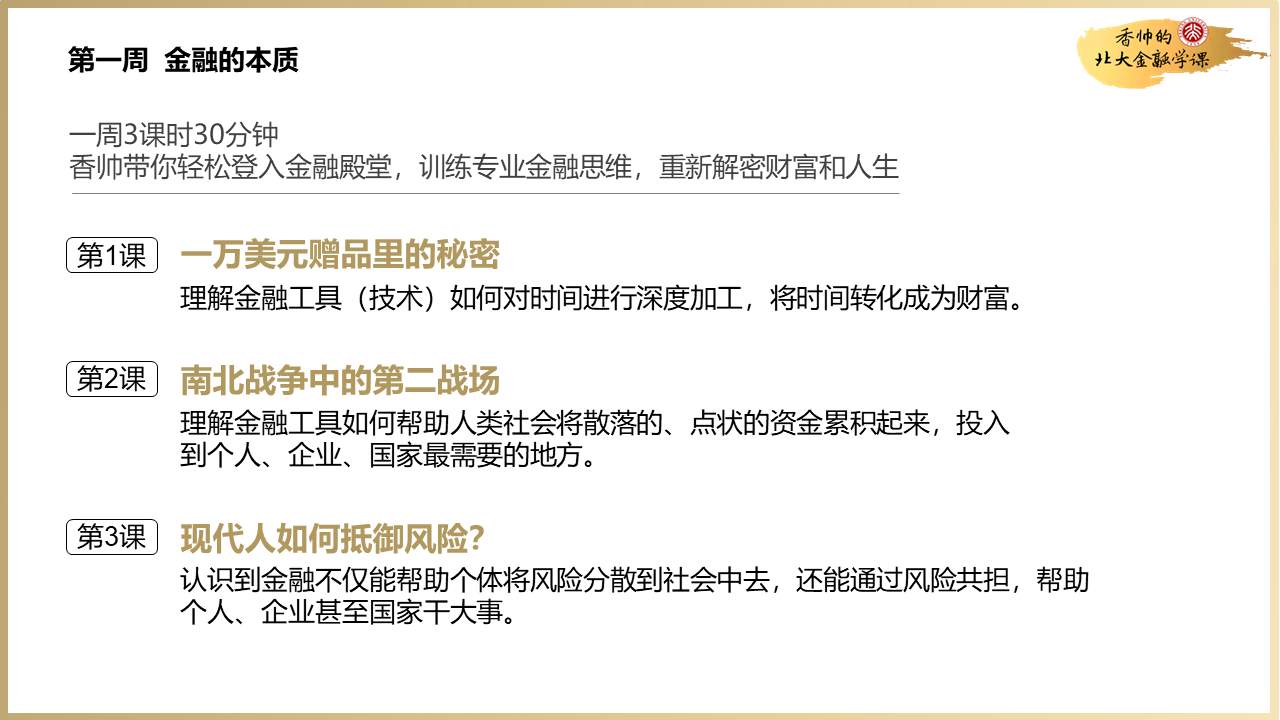 第一周 金融的本质
香帅的
北大金融学课
一周3课时30分钟
香帅带你轻松登入金融殿堂，训练专业金融思维，重新解密财富和人生
第1课
一万美元赠品里的秘密
理解金融工具（技术）如何对时间进行深度加工，将时间转化成为财富。
第2课
南北战争中的第二战场
理解金融工具如何帮助人类社会将散落的、点状的资金累积起来，投入
到个人、企业、国家最需要的地方。
第3课
现代人如何抵御风险？
认识到金融不仅能帮助个体将风险分散到社会中去，还能通过风险共担，帮助
个人、企业甚至国家干大事。